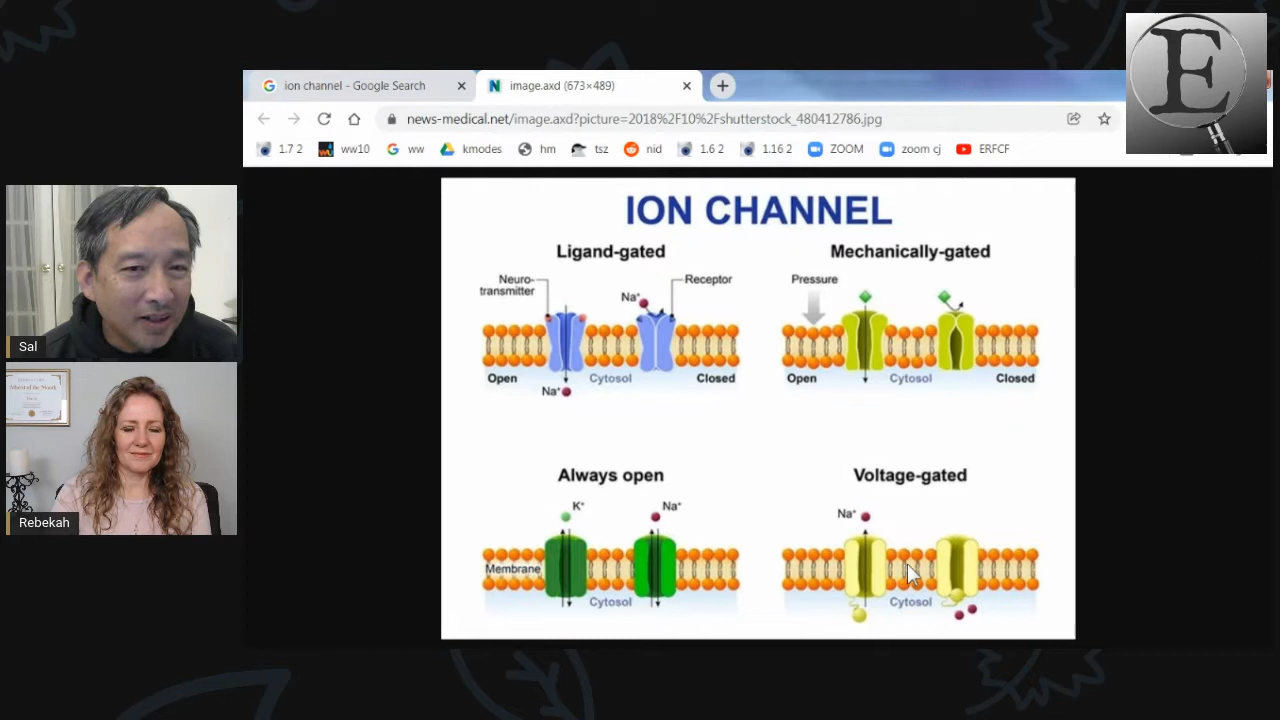 ion channel - Google Search
image.axd (673×489)
news-medical.net/image.axd?picture=2018%2F10%2Fshutterstock_480412786.jpg
1.7 2
ww10
ww
kmodes
hm
tsz
nid
1.6 2
1.16 2
ZOOM
zoom cj
ERFCF
E
ION CHANNEL
Ligand-gated
Mechanically-gated
Neuro-
transmitter
Na⁺
Receptor
Pressure
Open
Cytosol
Closed
Na⁺
Open
Cytosol
Closed
Always open
Voltage-gated
K⁺
Na⁺
Na⁺
Membrane
Cytosol
Cytosol
Sal
Rebekah